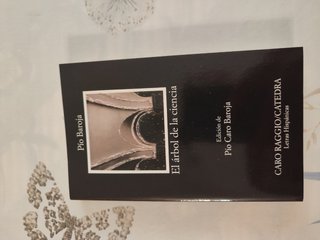 Pío Baroja
El árbol de la ciencia
Edición de
Pío Caro Baroja
CARO RAGGIO/CATEDRA
Letras Hispánicas